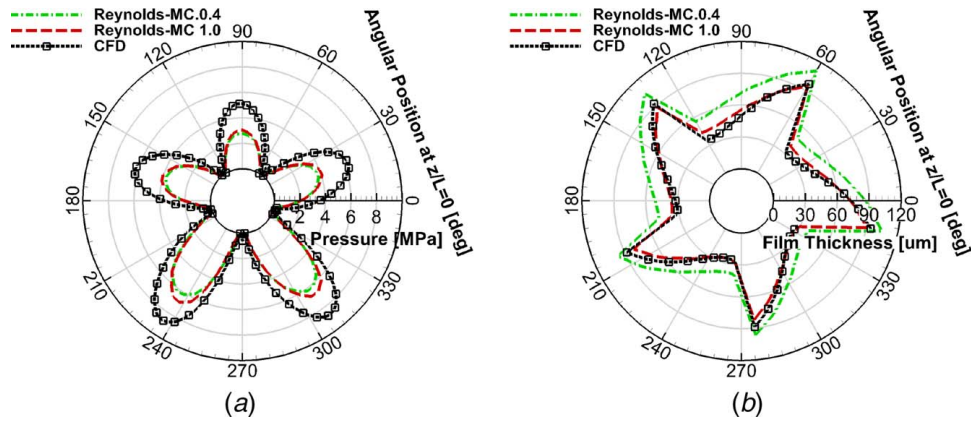 Reynolds-MC.0.4
Reynolds-MC 1.0
CFD
90
120
60
150
30
180
0
210
330
240
300
270
2 4 6 8
Pressure [MPa]
Angular Position at z/L=0 [deg]
(a)
Reynolds-MC.0.4
Reynolds-MC 1.0
CFD
90
120
60
150
30
180
0
210
330
240
300
270
0 30 60 90 120
Film Thickness [um]
Angular Position at z/L=0 [deg]
(b)